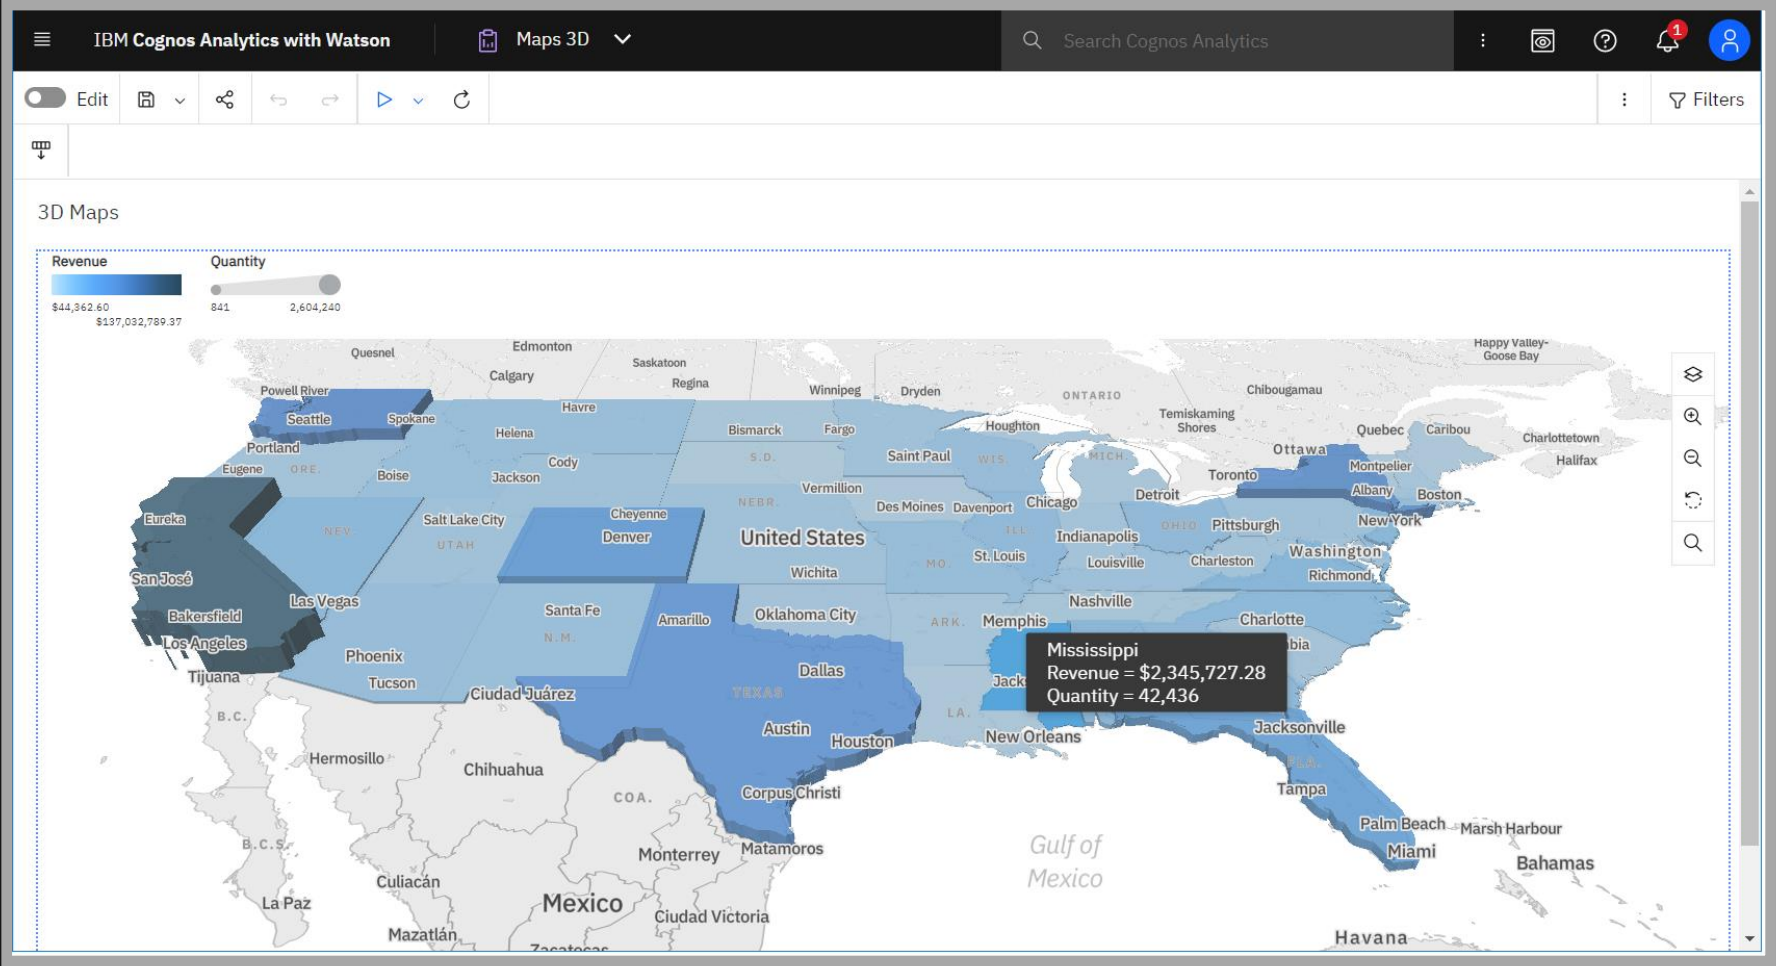 IBM Cognos Analytics with Watson
Maps 3D
Search Cognos Analytics
1
Edit
Filters
3D Maps
Revenue
Quantity
$44,362.60
$137,032,789.37
841
2,604,240
Happy Valley-
Goose Bay
Edmonton
Quesnel
Saskatoon
Calgary
Regina
Winnipeg
Dryden
ONTARIO
Chibougamau
Powell River
Havre
Temiskaming
Shores
Seattle
Spokane
Helena
Bismarck
Fargo
Houghton
Quebec
Caribou
Charlottetown
Portland
Ottawa
Halifax
Eugene
ORE.
Boise
Cody
Jackson
S.D.
Saint Paul
WIS.
MICH.
Toronto
Montpelier
Vermillion
Detroit
Albany
Boston
Eureka
NEV.
Salt Lake City
UTAH
Cheyenne
Denver
NEBR.
Des Moines
Davenport
Chicago
United States
ILL.
Indianapolis
OHIO
Pittsburgh
New York
San José
Wichita
MO.
St. Louis
Louisville
Charleston
Washington
Richmond
Las Vegas
Bakersfield
Los Angeles
Santa Fe
N.M.
Amarillo
Oklahoma City
ARK.
Memphis
Nashville
Charlotte
bia
Mississippi
Revenue = $2,345,727.28
Quantity = 42,436
Phoenix
Tijuana
Tucson
Ciudad Juárez
TEXAS
Dallas
Jack
B.C.
Austin
Houston
LA.
New Orleans
Jacksonville
Hermosillo
Chihuahua
COA.
Corpus Christi
FLA.
Tampa
B.C.S.
Monterrey
Matamoros
Gulf of
Mexico
Palm Beach
Marsh Harbour
Miami
Bahamas
Culiacán
La Paz
Mexico
Ciudad Victoria
Mazatlán
Zacatecas
Havana